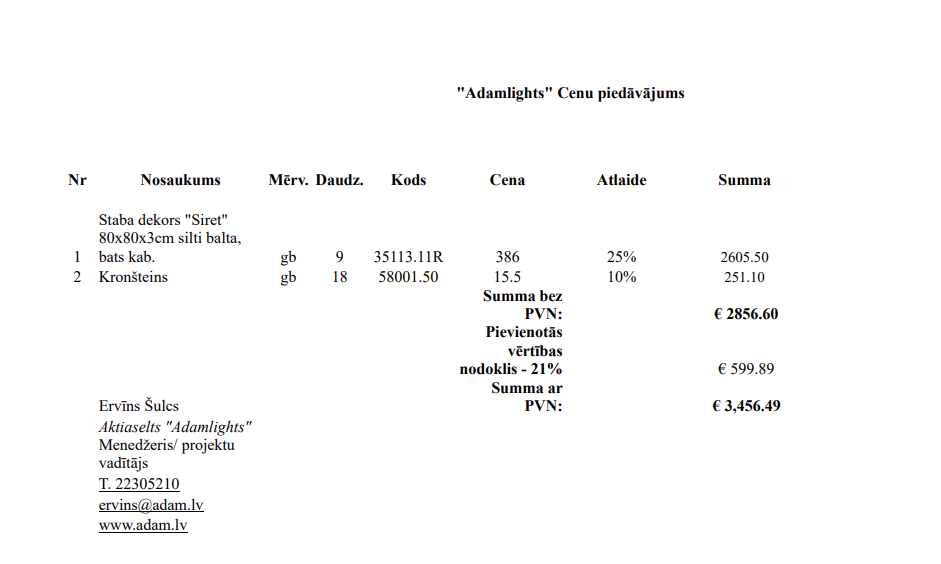 "Adamlights" Cenu piedāvājums
Nr Nosaukums Mērv. Daudz. Kods Cena Atlaide Summa
Staba dekors "Siret"
80x80x3cm silti balta,
1 bats kab. gb 9 35113.11R 386 25% 2605.50
2 Kronšteins gb 18 58001.50 15.5 10% 251.10
Summa bez
PVN: € 2856.60
Pievienotās
vērtības
nodoklis - 21% € 599.89
Summa ar
Ervīns Šulcs PVN: € 3,456.49
Aktiaselts "Adamlights"
Menedžeris/ projektu
vadītājs
T. 22305210
ervins@adam.lv
www.adam.lv